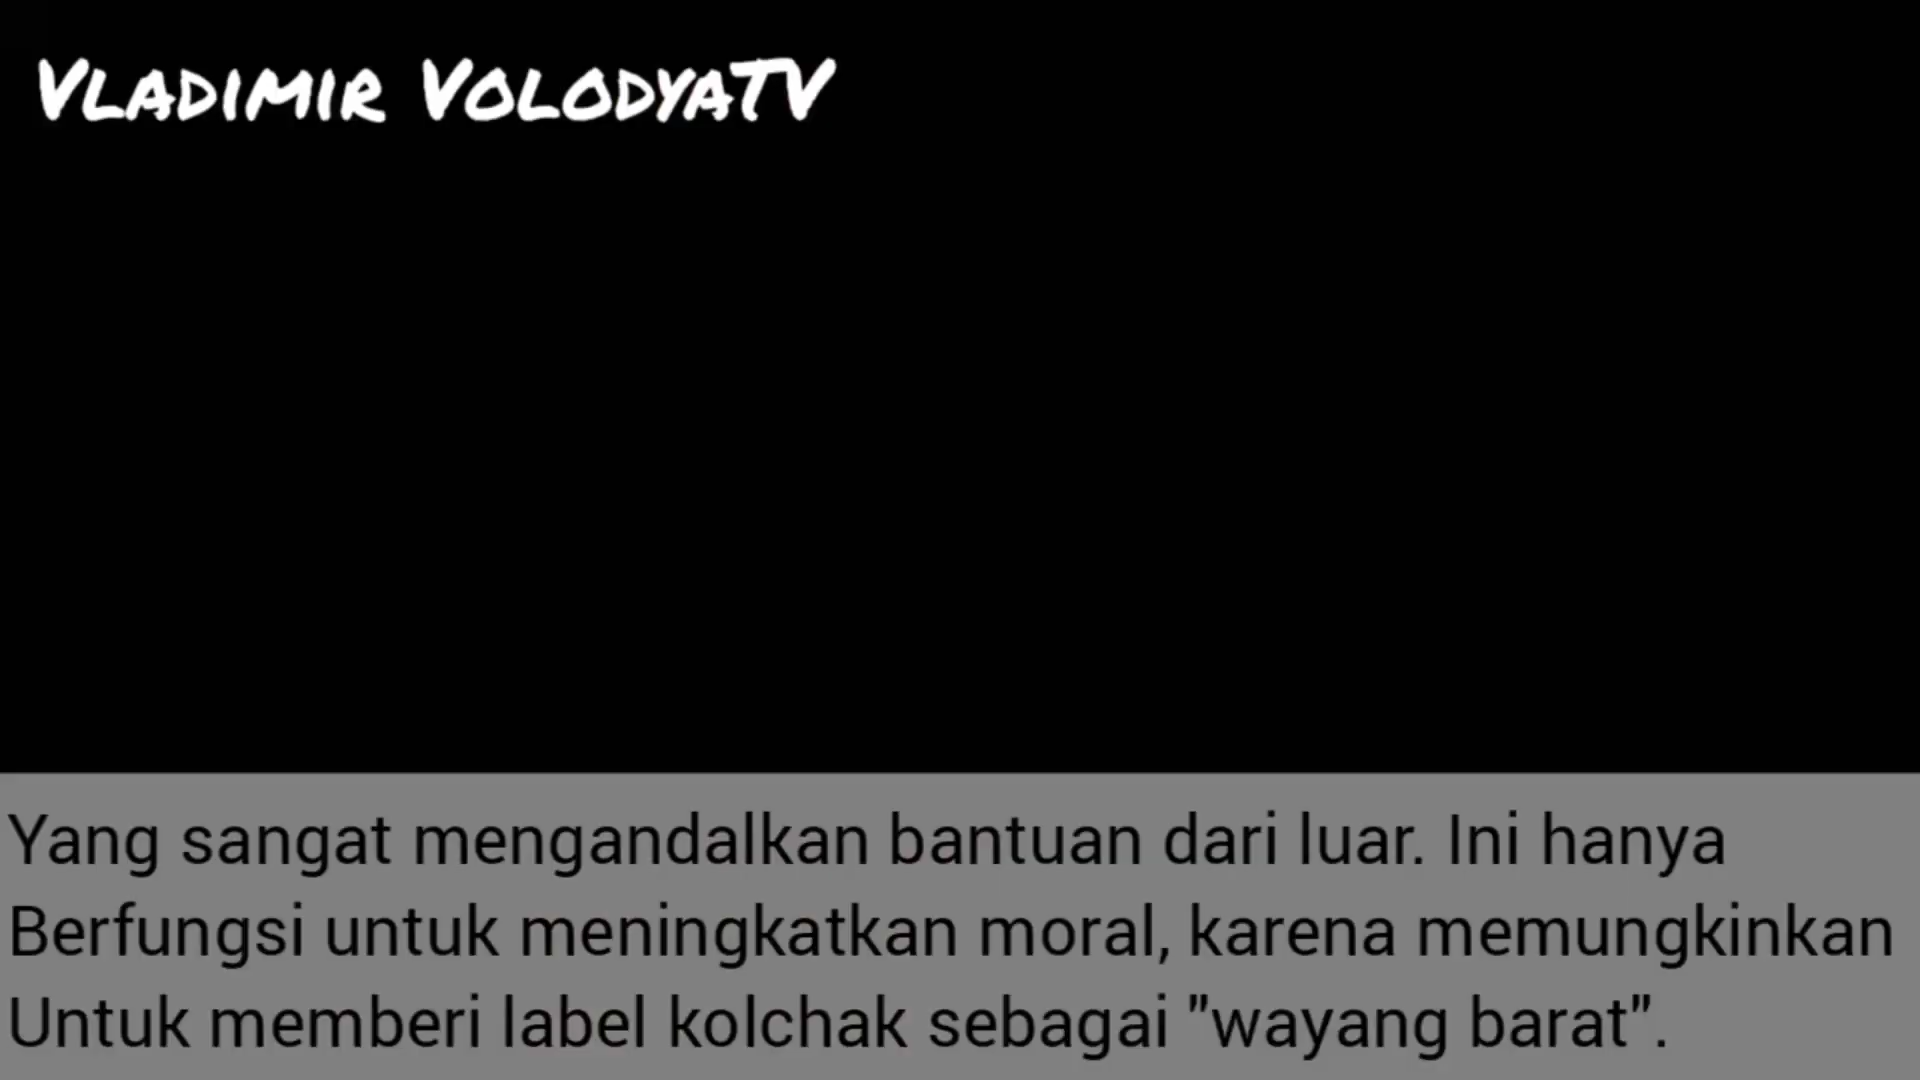 Vladimir VolodyaTV
Yang sangat mengandalkan bantuan dari luar. Ini hanya
Berfungsi untuk meningkatkan moral, karena memungkinkan
Untuk memberi label kolchak sebagai "wayang barat".